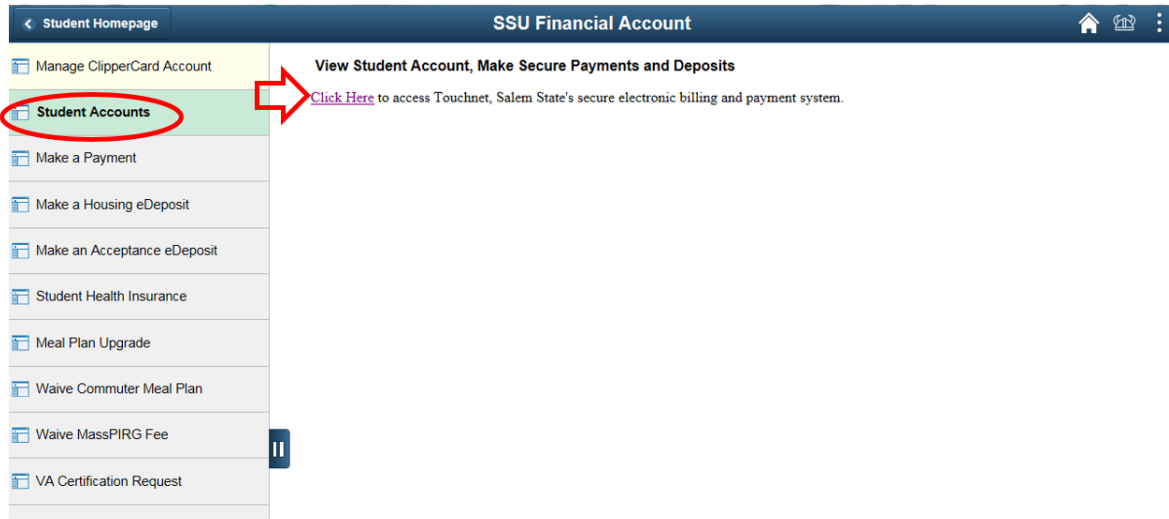 Student Homepage
SSU Financial Account
Manage ClipperCard Account
Student Accounts
Make a Payment
Make a Housing eDeposit
Make an Acceptance eDeposit
Student Health Insurance
Meal Plan Upgrade
Waive Commuter Meal Plan
Waive MassPIRG Fee
VA Certification Request
View Student Account, Make Secure Payments and Deposits
Click Here to access Touchnet, Salem State's secure electronic billing and payment system.